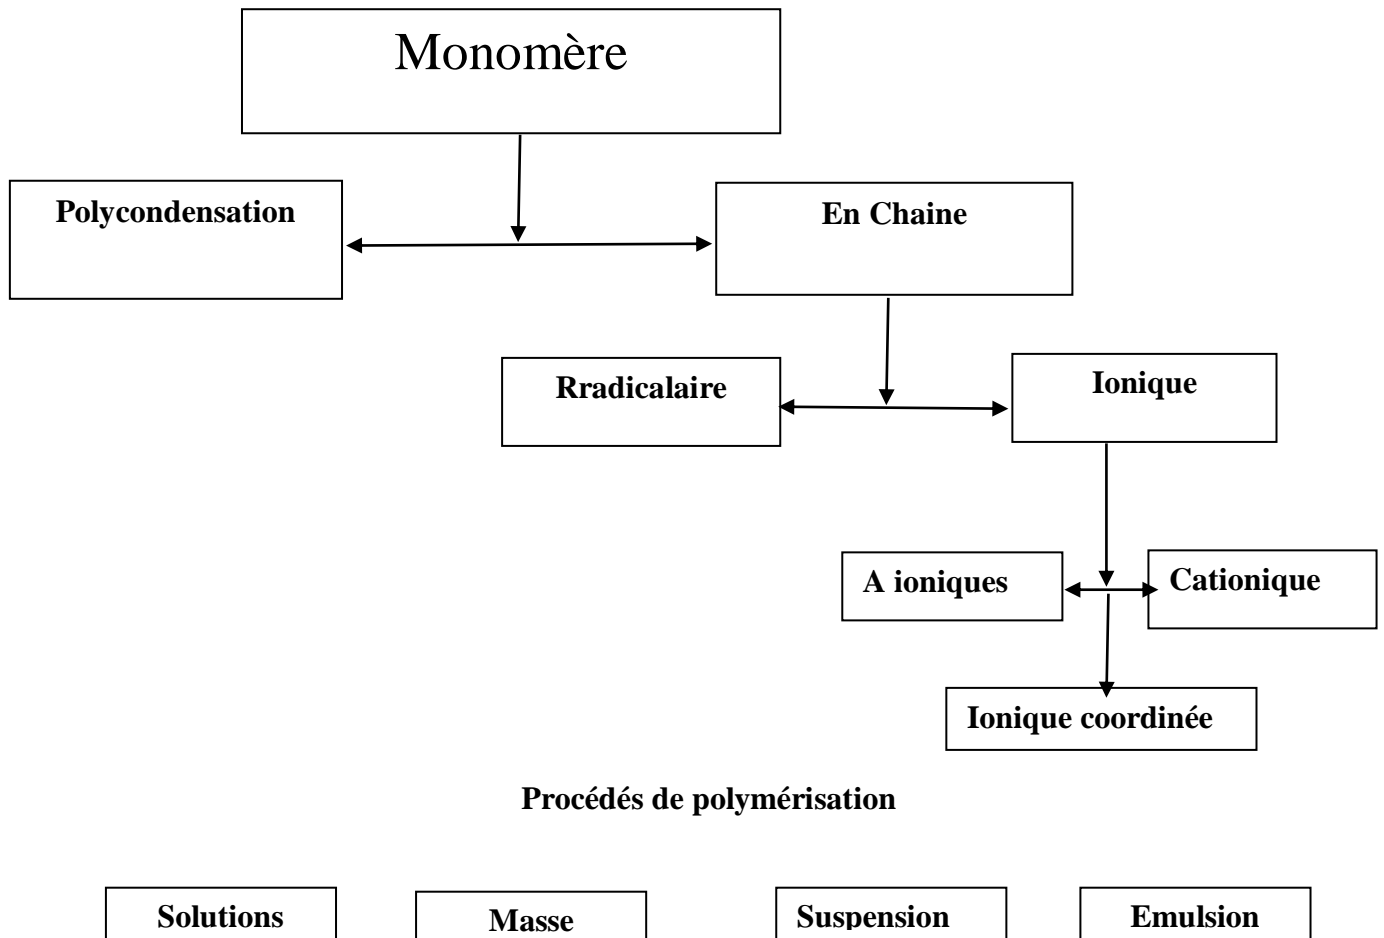 Monomère
Polycondensation
En Chaine
Rradicalaire
Ionique
A ioniques
Cationique
Ionique coordinée
Procédés de polymérisation
Solutions
Masse
Suspension
Emulsion